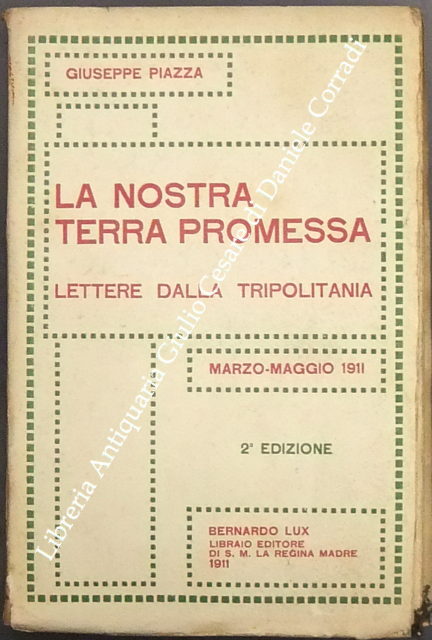 GIUSEPPE PIAZZA
LA NOSTRA
TERRA PROMESSA
LETTERE DALLA TRIPOLITANIA
MARZO-MAGGIO 1911
2ª EDIZIONE
BERNARDO LUX
LIBRAIO EDITORE
DI S. M. LA REGINA MADRE
1911
Libreria Antiquaria Giulio Cesare di Daniele Corradi